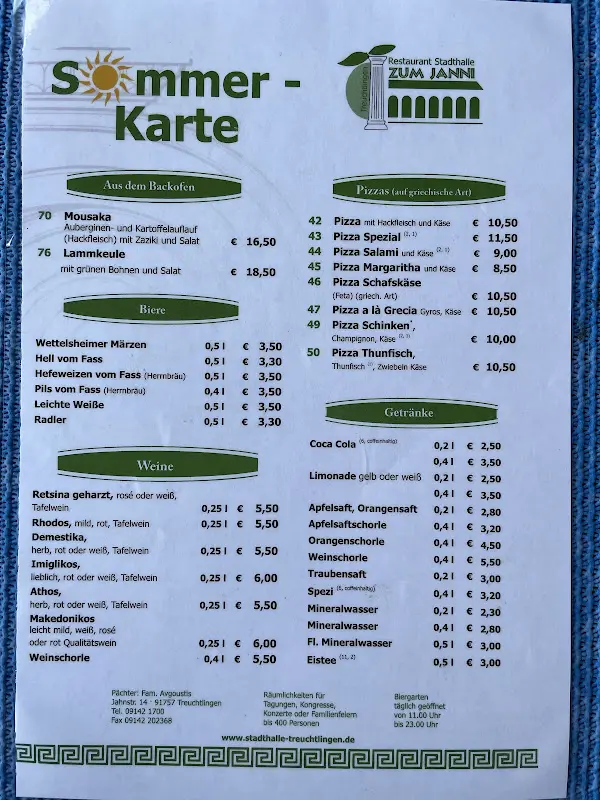 Sommer -
Karte
Restaurant Stadthalle
ZUM JANNI
Treuchtlingen
Aus dem Backofen
70 Mousaka
Auberginen- und Kartoffelauflauf
(Hackfleisch) mit Zaziki und Salat € 16,50
76 Lammkeule
mit grünen Bohnen und Salat € 18,50
Biere
Wettelsheimer Märzen 0,5 l € 3,50
Hell vom Fass 0,5 l € 3,30
Hefeweizen vom Fass (Herrnbräu) 0,5 l € 3,50
Pils vom Fass (Herrnbräu) 0,4 l € 3,50
Leichte Weiße 0,5 l € 3,50
Radler 0,5 l € 3,30
Weine
Retsina geharzt, rosé oder weiß,
Tafelwein 0,25 l € 5,50
Rhodos, mild, rot, Tafelwein 0,25 l € 5,50
Demestika,
herb, rot oder weiß, Tafelwein 0,25 l € 5,50
Imiglikos,
lieblich, rot oder weiß, Tafelwein 0,25 l € 6,00
Athos,
herb, rot oder weiß, Tafelwein 0,25 l € 5,50
Makedonikos
leicht mild, weiß, rosé
oder rot Qualitätswein 0,25 l € 6,00
Weinschorle 0,4 l € 5,50
Pizzas (auf griechische Art)
42 Pizza mit Hackfleisch und Käse € 10,50
43 Pizza Spezial (2, 1) € 11,50
44 Pizza Salami und Käse (2, 1) € 9,00
45 Pizza Margaritha und Käse € 8,50
46 Pizza Schafskäse
(Feta) (griech. Art) € 10,50
47 Pizza a là Grecia Gyros, Käse € 10,50
49 Pizza Schinken*,
Champignon, Käse € 10,00
50 Pizza Thunfisch,
Thunfisch, Zwiebeln Käse € 10,50
Getränke
Coca Cola (6, coffeinhaltig) 0,2 l € 2,50
0,4 l € 3,50
Limonade gelb oder weiß 0,2 l € 2,50
0,4 l € 3,50
Apfelsaft, Orangensaft 0,2 l € 2,80
Apfelsaftschorle 0,4 l € 3,20
Orangenschorle 0,4 l € 4,50
Weinschorle 0,4 l € 5,50
Traubensaft 0,2 l € 3,00
Spezi (6, coffeinhaltig) 0,4 l € 3,20
Mineralwasser 0,2 l € 2,30
Mineralwasser 0,4 l € 2,80
Fl. Mineralwasser 0,5 l € 3,00
Eistee (11, 2) 0,5 l € 3,00
Pächter: Fam. Avgoustis
Jahnstr. 14 · 91757 Treuchtlingen
Tel. 09142 1700
Fax 09142 202368
Räumlichkeiten für
Tagungen, Kongresse,
Konzerte oder Familienfeiern
bis 400 Personen
Biergarten
täglich geöffnet
von 11.00 Uhr
bis 23.00 Uhr
www.stadthalle-treuchtlingen.de